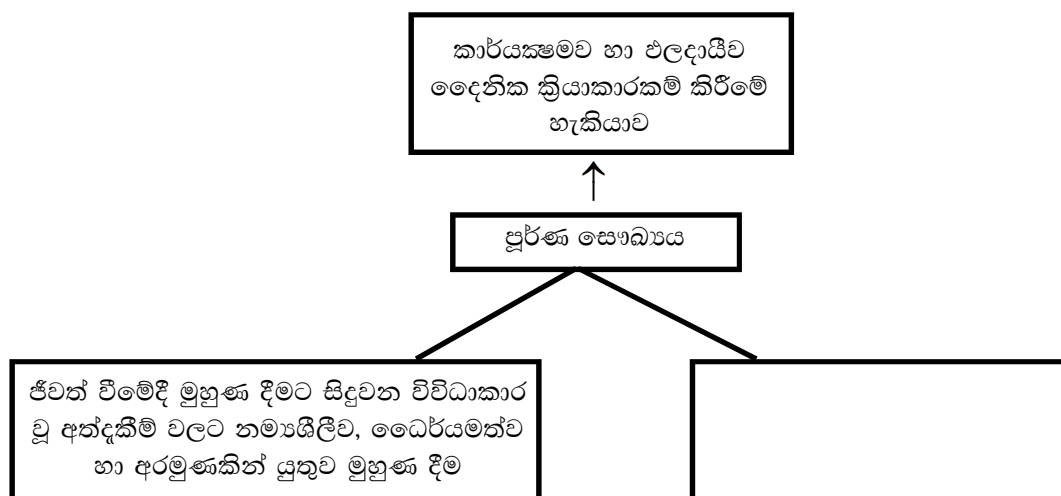 කාර්යක්‍ෂමව හා ඵලදායීව
දෛනික ක්‍රියාකාරකම් කිරීමේ
හැකියාව
පූර්ණ සෞඛ්‍යය
ජීවත් වීමේදී මුහුණ දීමට සිදුවන විවිධාකාර
වූ අත්දැකීම් වලට නම්‍යශීලීව, ධෛර්යමත්ව
හා අරමුණකින් යුතුව මුහුණ දීම